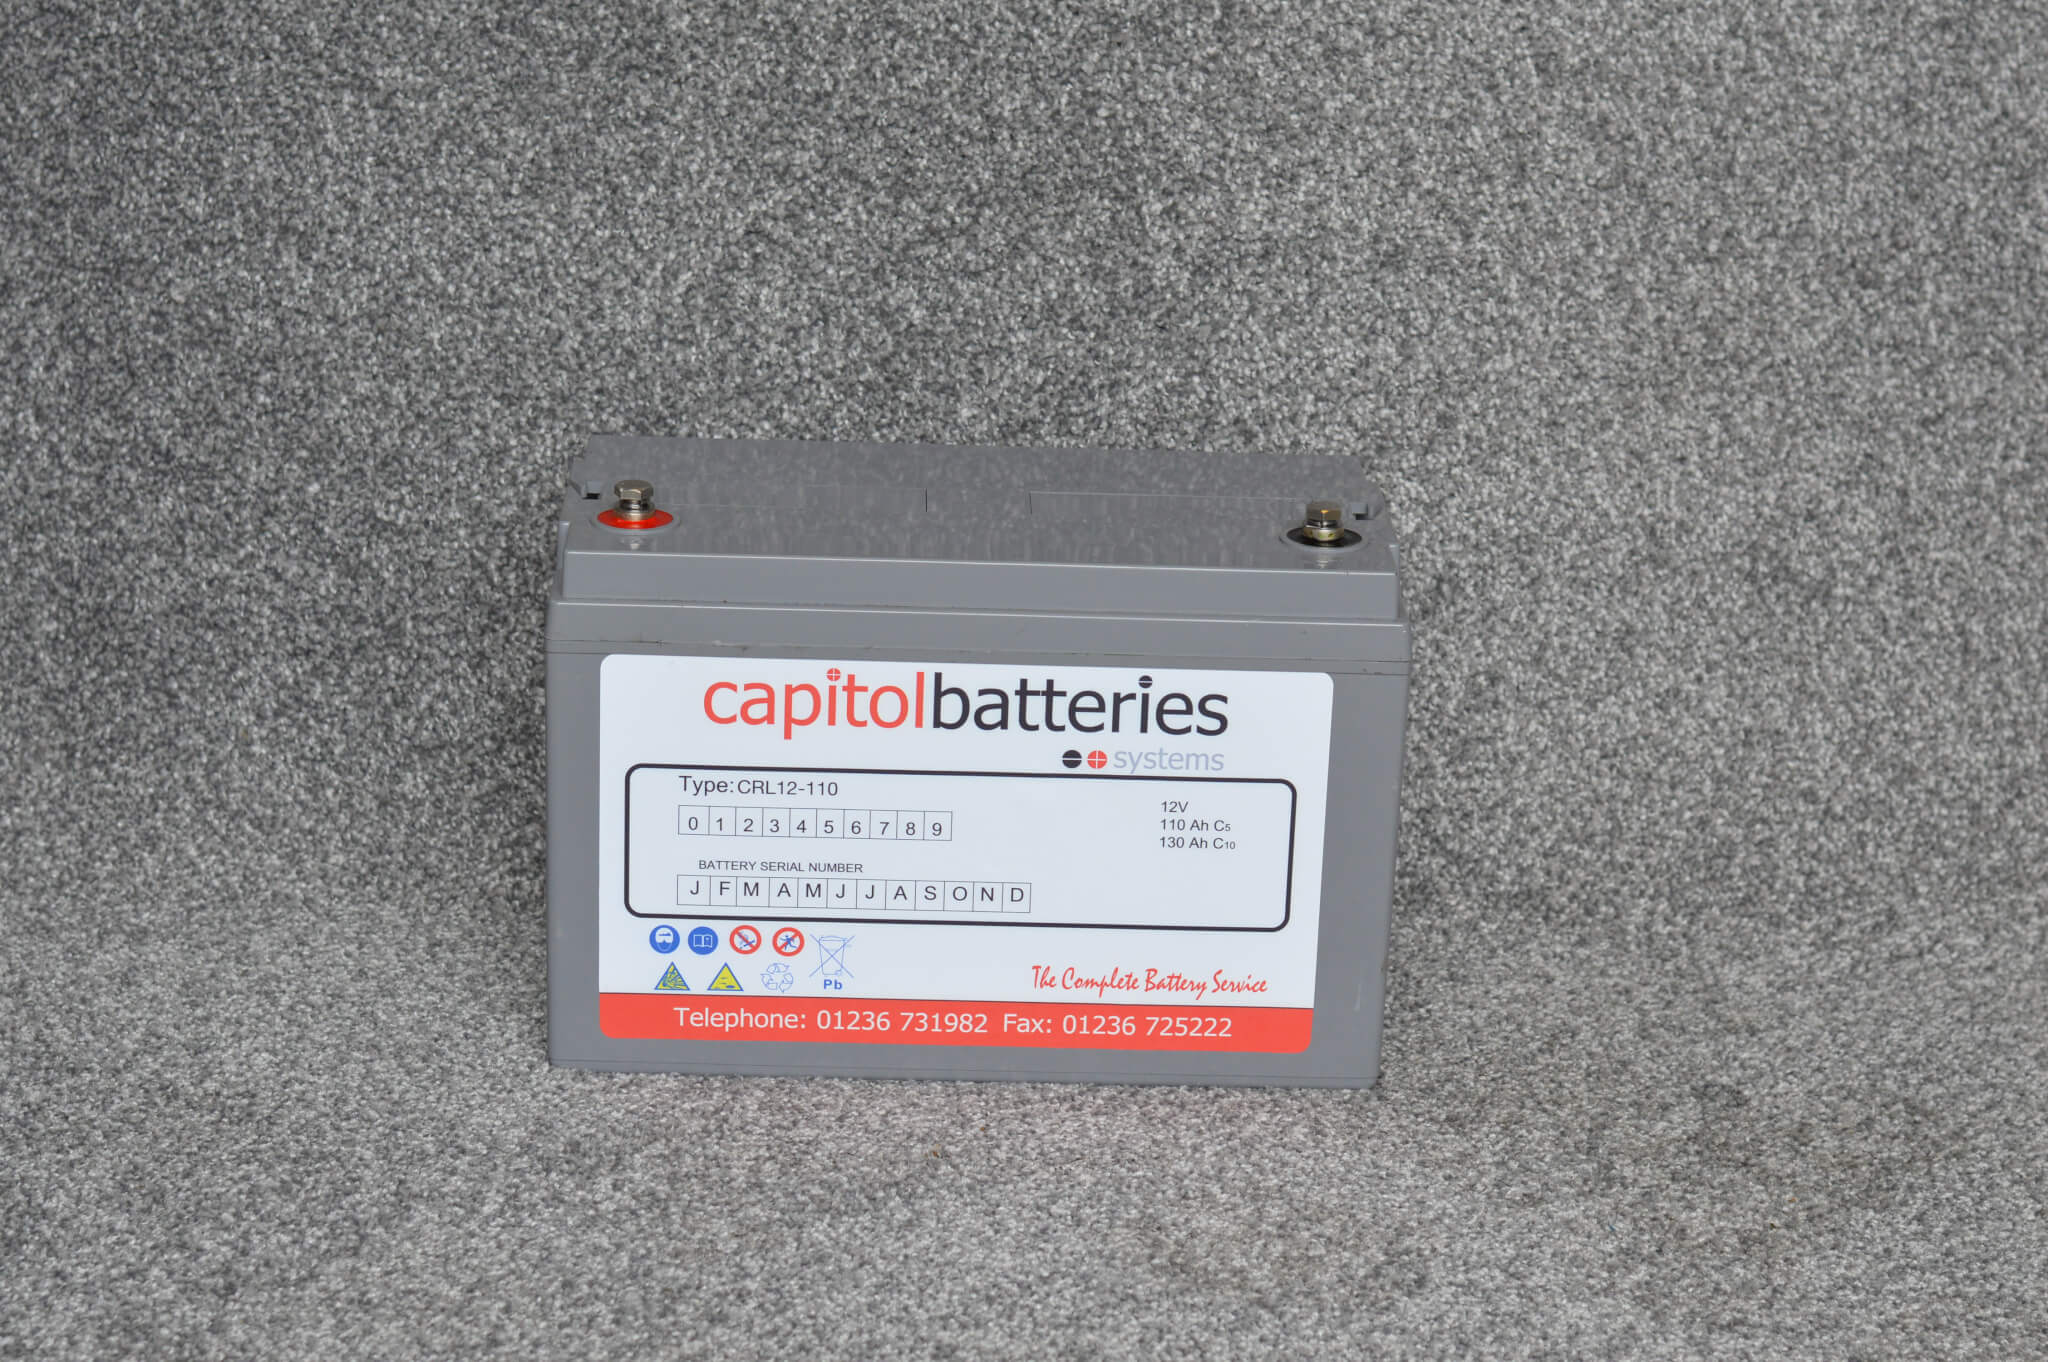 capitolbatteries
systems
Type: CRL12-110
0 1 2 3 4 5 6 7 8 9
12V
110 Ah C5
130 Ah C10
BATTERY SERIAL NUMBER
J F M A M J J A S O N D
Pb
The Complete Battery Service
Telephone: 01236 731982 Fax: 01236 725222